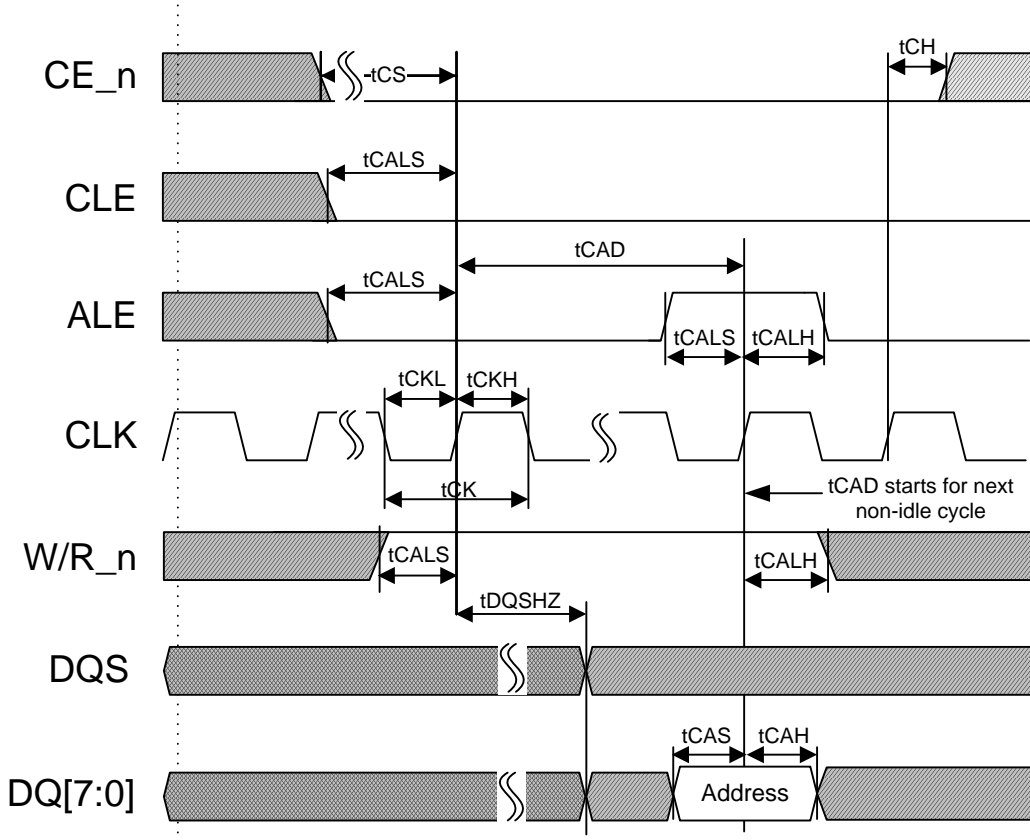 CE_n
tCS
tCH
CLE
tCALS
tCAD
ALE
tCALS
tCALS
tCALH
tCKL
tCKH
CLK
tCK
tCAD starts for next
non-idle cycle
W/R_n
tCALS
tCALH
tDQSHZ
DQS
tCAS
tCAH
DQ[7:0]
Address